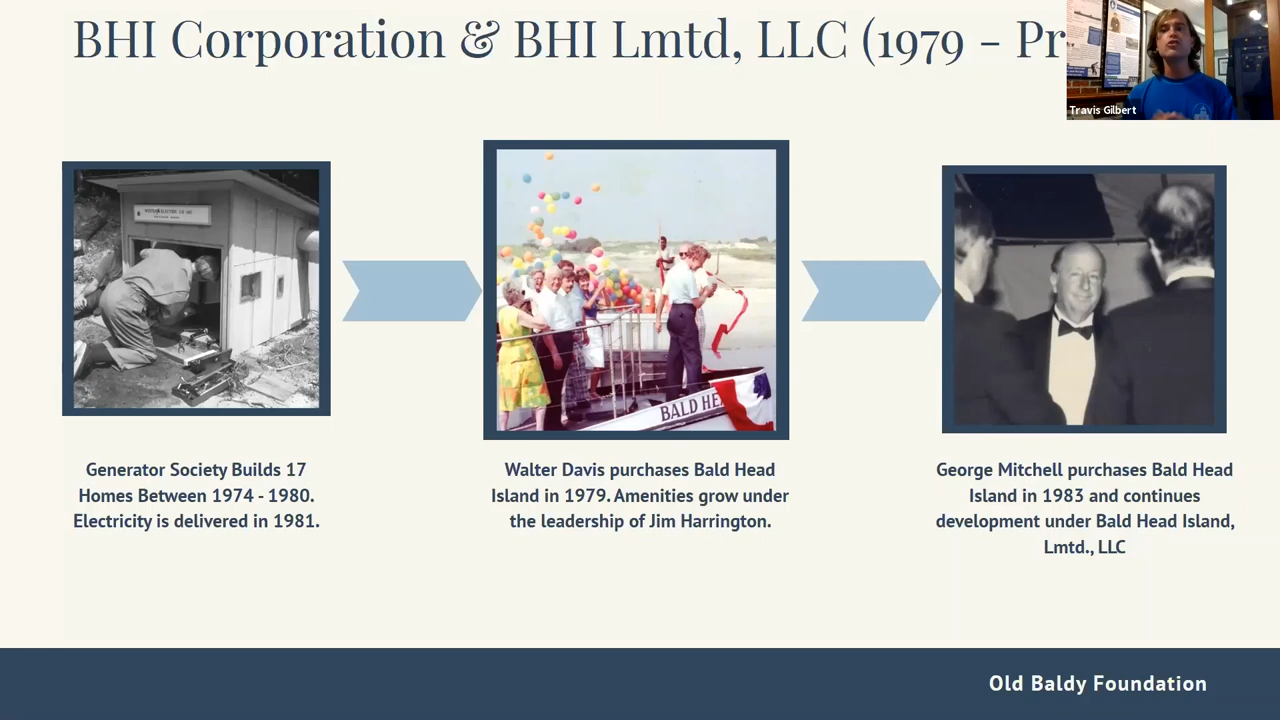 BHI Corporation & BHI Lmtd, LLC (1979 - Pr
Travis Gilbert
BALD HE
Generator Society Builds 17
Homes Between 1974 - 1980.
Electricity is delivered in 1981.
Walter Davis purchases Bald Head
Island in 1979. Amenities grow under
the leadership of Jim Harrington.
George Mitchell purchases Bald Head
Island in 1983 and continues
development under Bald Head Island,
Lmtd., LLC
Old Baldy Foundation